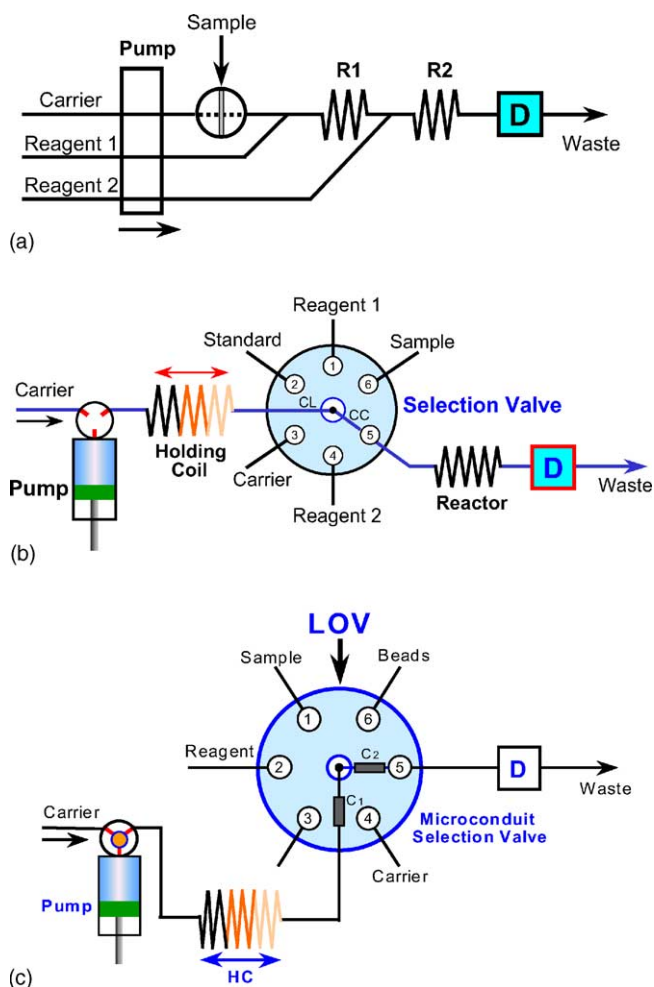 Sample
Pump
R1
R2
Carrier
D
Reagent 1
Waste
Reagent 2
(a)
Reagent 1
Standard
Sample
1
2
6
Carrier
CL
CC
Selection Valve
3
5
Holding
Coil
4
D
Pump
Carrier
Reactor
Waste
Reagent 2
(b)
LOV
Sample
Beads
1
6
Reagent
2
C2
5
D
Waste
C1
Carrier
3
4
Microconduit
Selection Valve
Carrier
Pump
HC
(c)